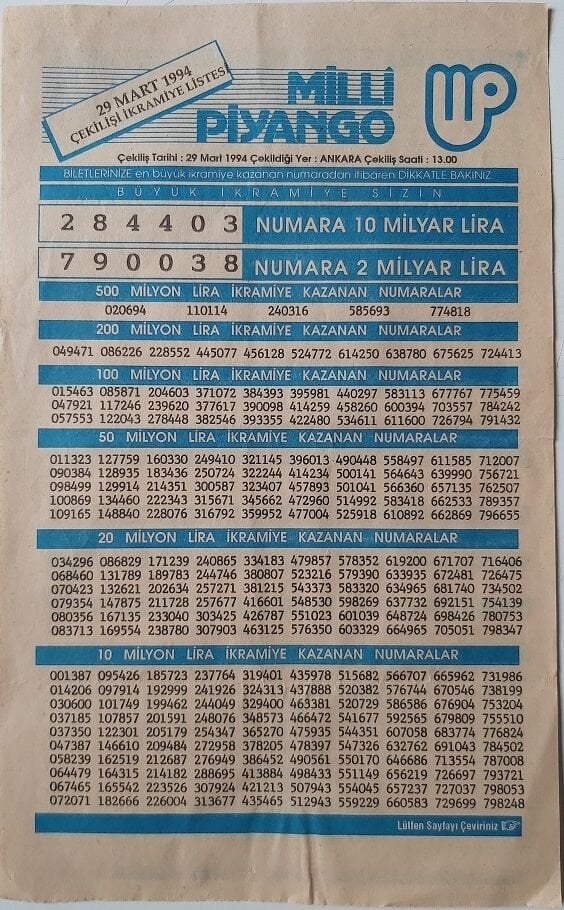 29 MART 1994
ÇEKİLİŞİ İKRAMİYE LİSTESİ
MİLLÎ
PİYANGO
Çekiliş Tarihi : 29 Mart 1994 Çekildiği Yer : ANKARA Çekiliş Saati : 13.00
BİLETLERİNİZE en büyük ikramiye kazanan numaradan itibaren DİKKATLE BAKINIZ.
BÜYÜK İKRAMİYE SİZİN
284403 NUMARA 10 MİLYAR LİRA
790038 NUMARA 2 MİLYAR LİRA
500 MİLYON LİRA İKRAMİYE KAZANAN NUMARALAR
020694 110114 240316 585693 774818
200 MİLYON LİRA İKRAMİYE KAZANAN NUMARALAR
049471 086226 228552 445077 456128 524772 614250 638780 675625 724413
100 MİLYON LİRA İKRAMİYE KAZANAN NUMARALAR
015463 085871 204603 371072 384393 395981 440297 583113 677767 775459
047921 117246 239620 377617 390098 414259 458260 600394 703557 784242
057553 122043 278448 382546 393355 422480 534611 611600 726794 791432
50 MİLYON LİRA İKRAMİYE KAZANAN NUMARALAR
011323 127759 160330 249410 321145 396013 490448 558497 611585 712007
090384 128935 183436 250724 322244 414234 500141 564643 639990 756721
098499 129914 214351 300587 323407 457893 501041 566360 657135 762507
100869 134460 222343 315671 345662 472960 514992 583418 662533 789357
109165 148840 228076 316792 359952 477004 525918 610892 662869 796655
20 MİLYON LİRA İKRAMİYE KAZANAN NUMARALAR
034296 086829 171239 240865 334183 479857 578352 619200 671707 716406
068460 131789 189783 244746 380807 523216 579390 633935 672481 726475
070423 132621 202634 257271 381215 543373 583320 634965 681740 734502
079354 147875 211728 257677 416601 548530 598269 637732 692151 754139
080356 167135 233040 303425 426787 551023 601039 648724 698426 780753
083713 169554 238780 307903 463125 576350 603329 664965 705051 798347
10 MİLYON LİRA İKRAMİYE KAZANAN NUMARALAR
001387 095426 185723 237764 319401 435978 515682 566707 665962 731986
014206 097914 192999 241926 324313 437888 520382 576744 670546 738199
030600 101749 199462 244049 329400 463381 520729 586586 676904 753204
037185 107857 201591 248076 348573 466472 541677 592565 679809 755510
037350 122301 205179 254347 365270 475935 544351 607058 683774 776824
047387 146610 209484 272958 378205 478397 547326 632762 691043 784502
058239 162519 212687 276949 386452 490561 550170 646686 713554 787008
064479 164315 214182 288695 413884 498433 551149 656219 726697 793721
067465 165542 223526 307924 421213 507943 554045 657237 727037 798053
072071 182666 226004 313677 435465 512943 559229 660583 729699 798248
Lütfen Sayfayı Çeviriniz